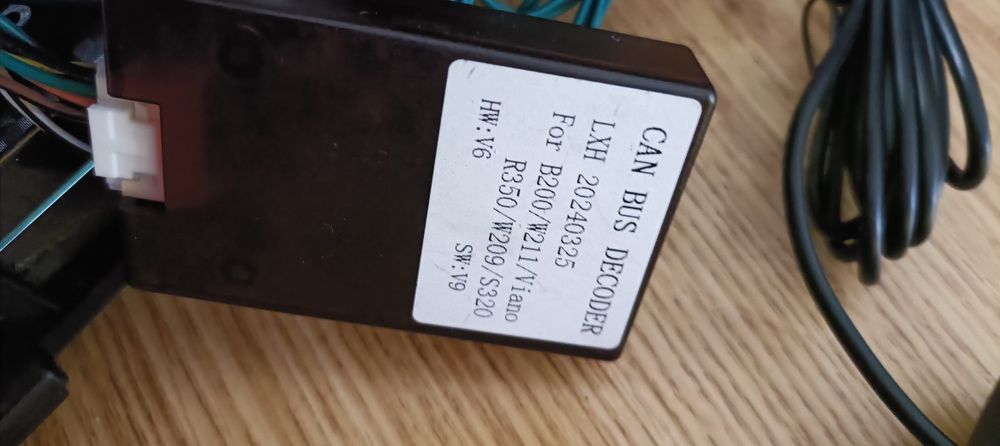 CAN BUS DECODER
LXH 20240325
For B200/W211/Viano
R350/W209/S320
HW:V6 SW:V9